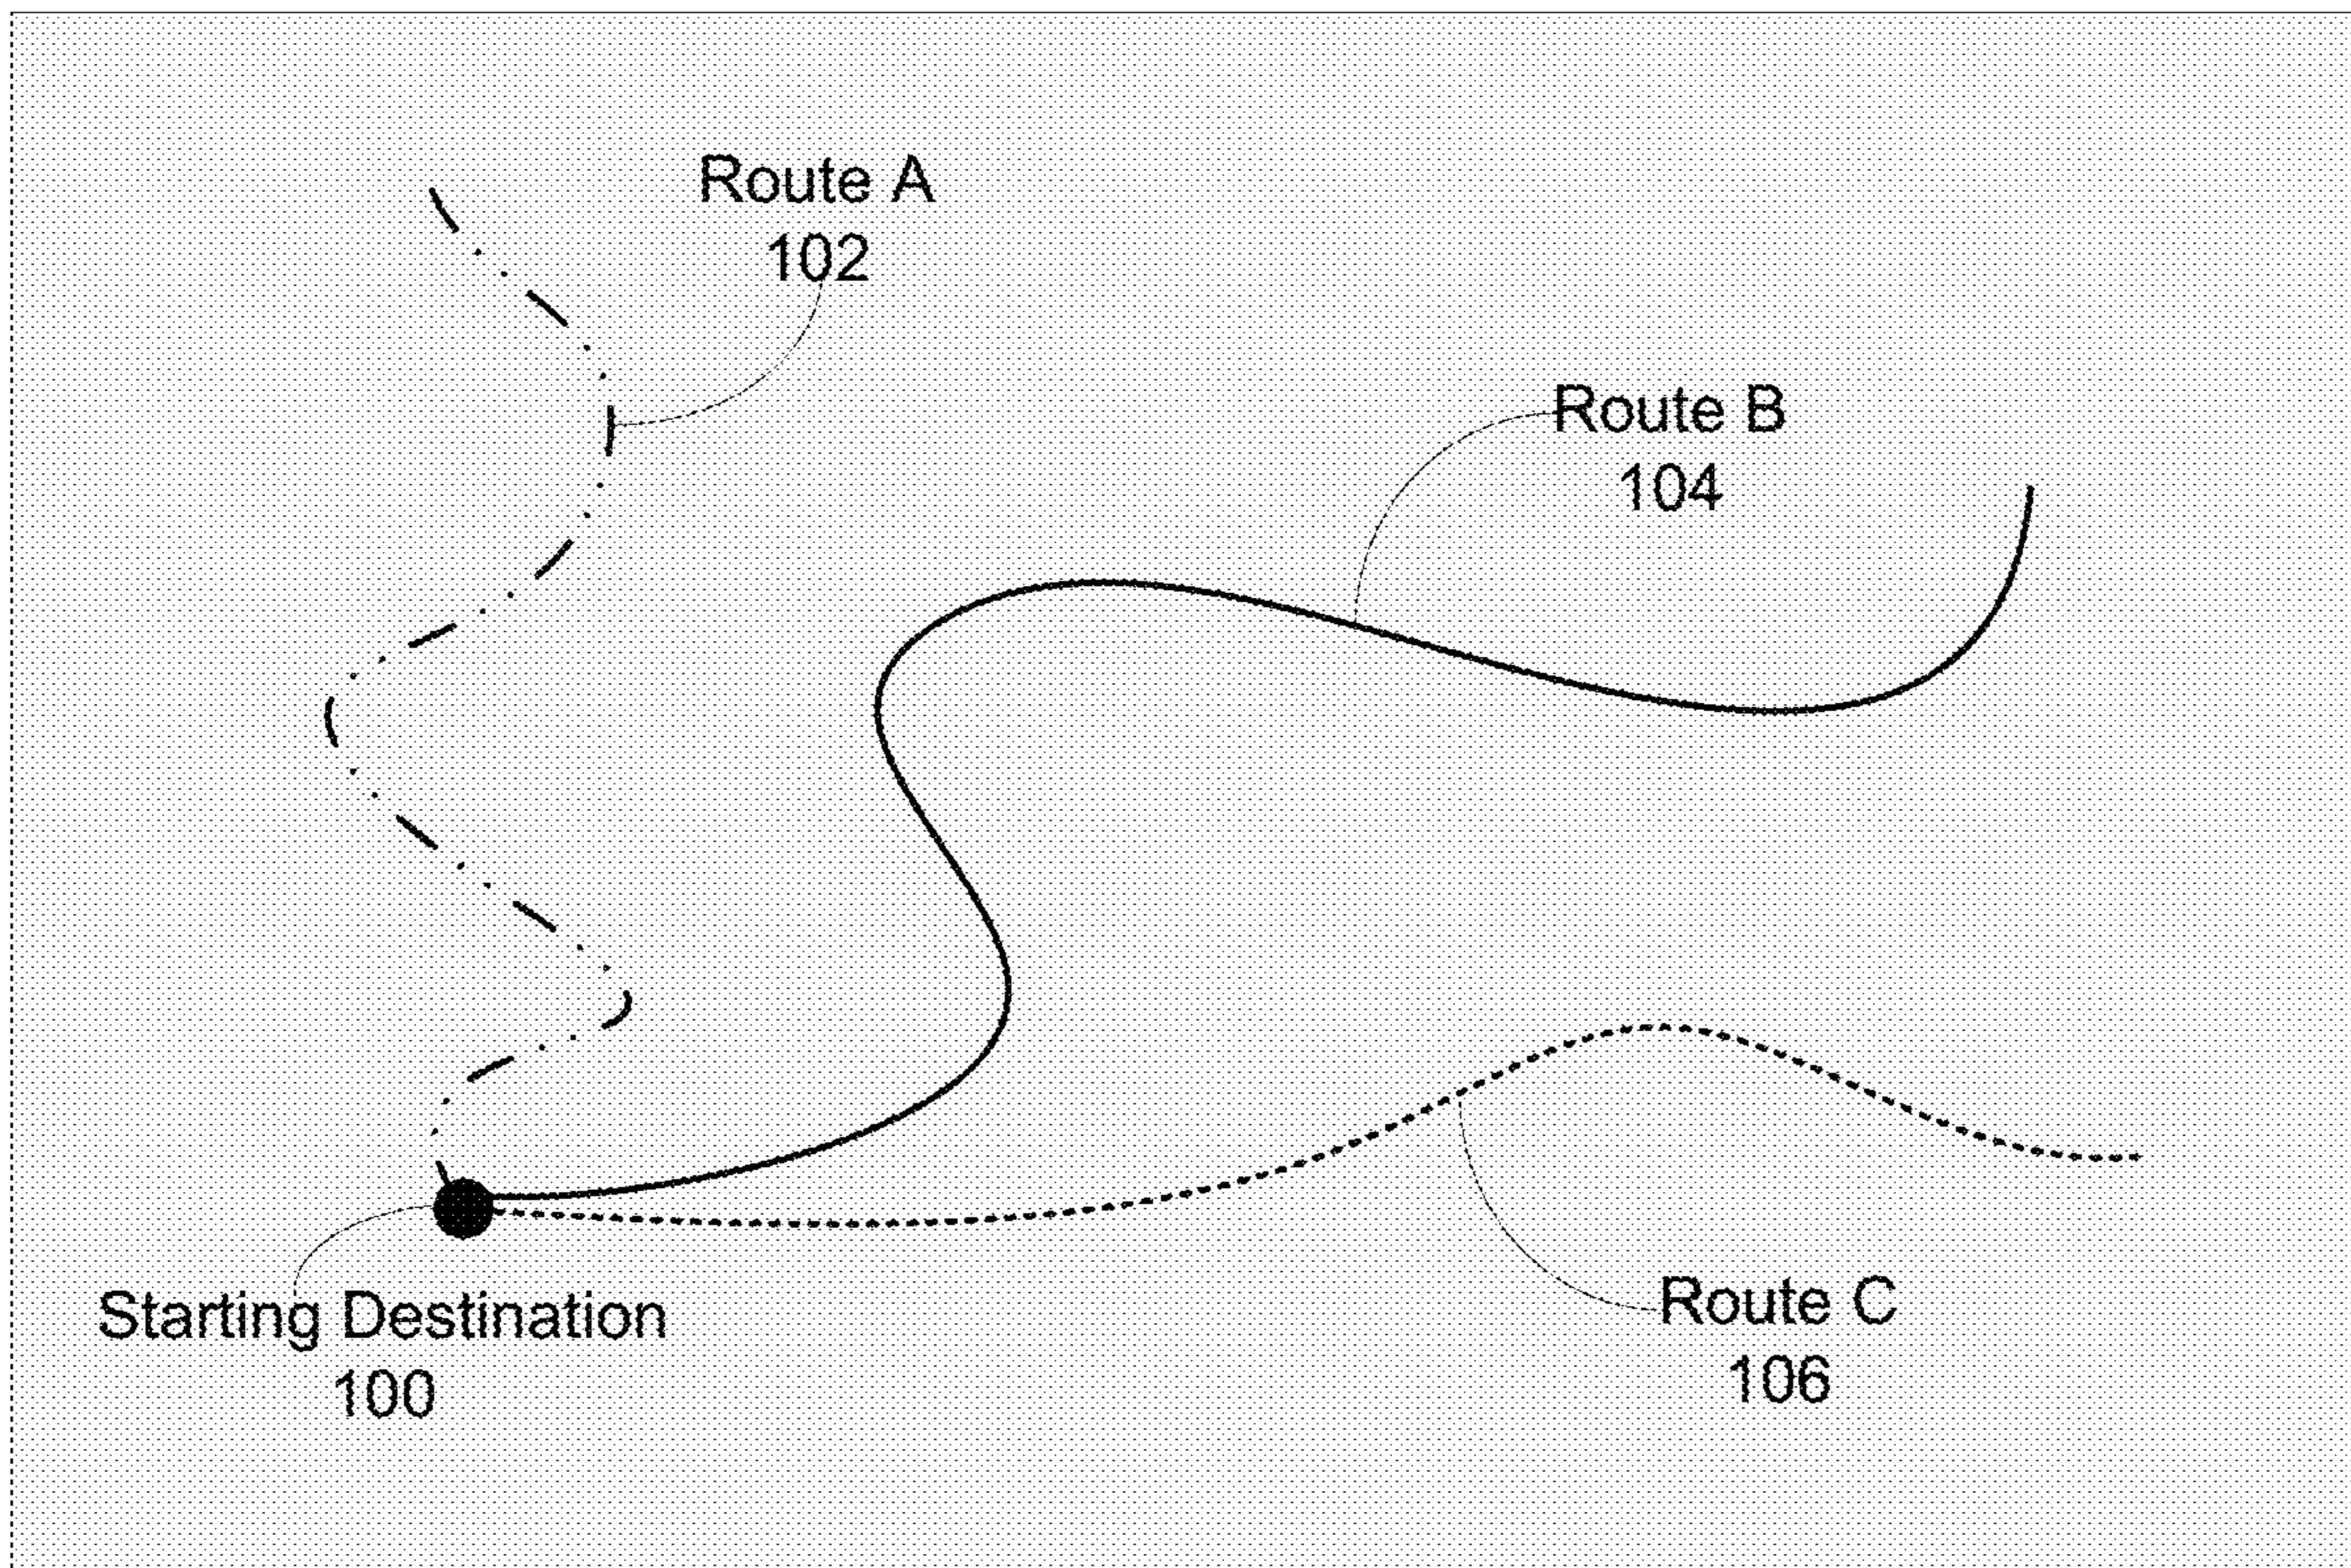 Route A
102
Route B
104
Starting Destination
100
Route C
106